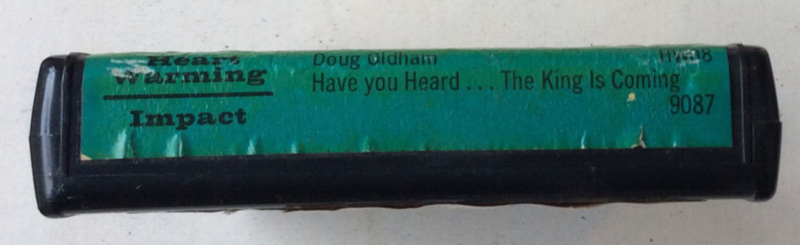 Heart
Warming
Impact
Doug Oldham
Have you Heard . . . The King Is Coming
9087